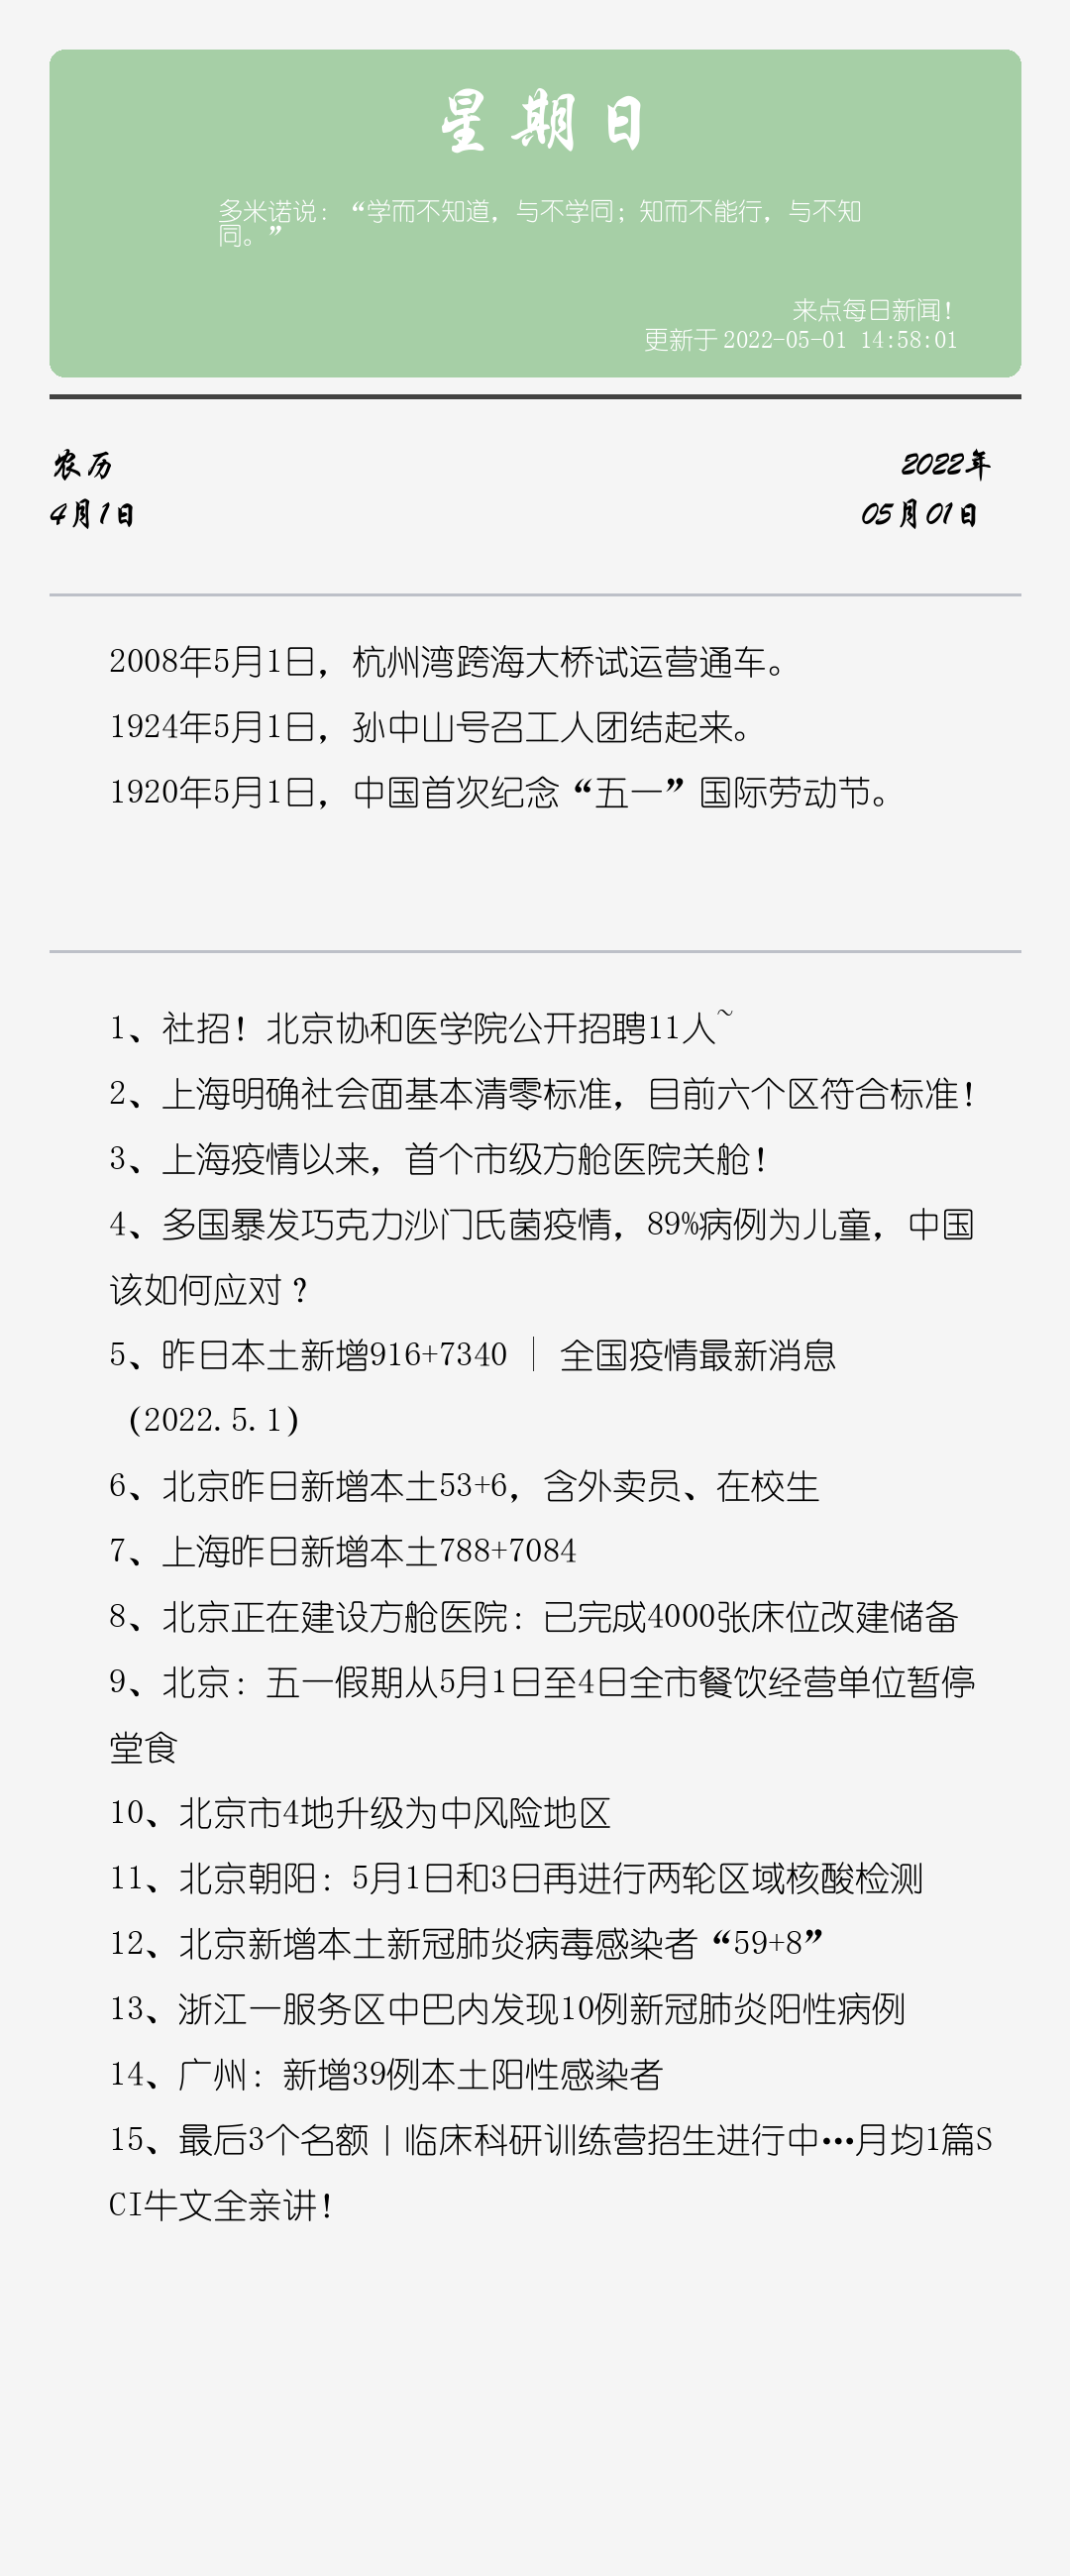 星期日
多米诺说：“学而不知道，与不学同；知而不能行，与不知
同。”
来点每日新闻！
更新于2022-05-01 14:58:01
农历
2022年
4月1日
05月01日
2008年5月1日，杭州湾跨海大桥试运营通车。
1924年5月1日，孙中山号召工人团结起来。
1920年5月1日，中国首次纪念“五一”国际劳动节。
1、社招！北京协和医学院公开招聘11人~
2、上海明确社会面基本清零标准，目前六个区符合标准！
3、上海疫情以来，首个市级方舱医院关舱！
4、多国暴发巧克力沙门氏菌疫情，89%病例为儿童，中国
该如何应对？
5、昨日本土新增916+7340 │ 全国疫情最新消息
（2022.5.1）
6、北京昨日新增本土53+6，含外卖员、在校生
7、上海昨日新增本土788+7084
8、北京正在建设方舱医院：已完成4000张床位改建储备
9、北京：五一假期从5月1日至4日全市餐饮经营单位暂停
堂食
10、北京市4地升级为中风险地区
11、北京朝阳：5月1日和3日再进行两轮区域核酸检测
12、北京新增本土新冠肺炎病毒感染者“59+8”
13、浙江一服务区中巴内发现10例新冠肺炎阳性病例
14、广州：新增39例本土阳性感染者
15、最后3个名额丨临床科研训练营招生进行中…月均1篇S
CI牛文全亲讲！